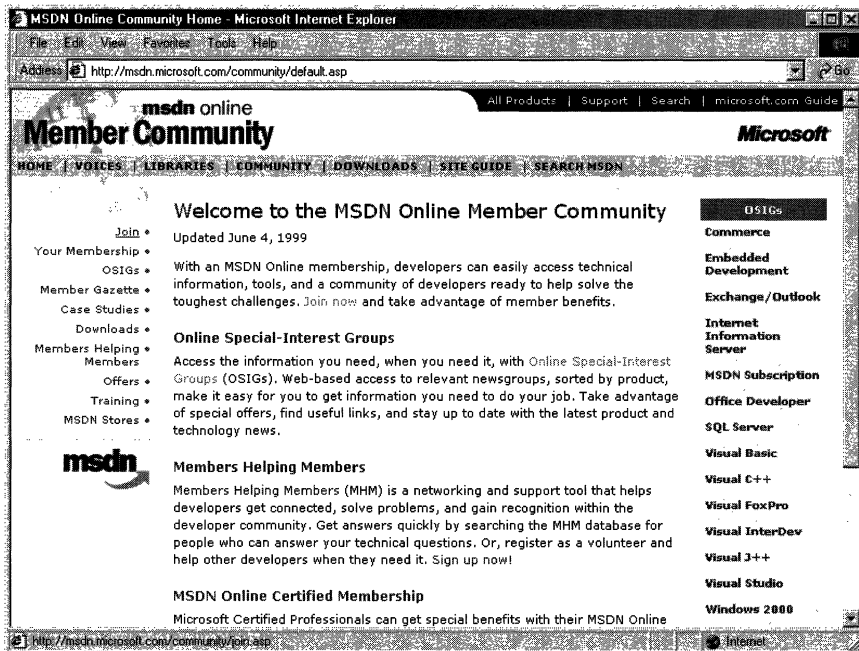 MSDN Online Community Home - Microsoft Internet Explorer
File Edit View Favorites Tools Help
Address http://msdn.microsoft.com/community/default.asp Go
All Products | Support | Search | microsoft.com Guide
msdn online
Member Community
Microsoft
HOME | VOICES | LIBRARIES | COMMUNITY | DOWNLOADS | SITE GUIDE | SEARCH MSDN
Join
Your Membership
OSIGs
Member Gazette
Case Studies
Downloads
Members Helping
Members
Offers
Training
MSDN Stores
msdn
Welcome to the MSDN Online Member Community
Updated June 4, 1999
With an MSDN Online membership, developers can easily access technical
information, tools, and a community of developers ready to help solve the
toughest challenges. Join now and take advantage of member benefits.
Online Special-Interest Groups
Access the information you need, when you need it, with Online Special-Interest
Groups (OSIGs). Web-based access to relevant newsgroups, sorted by product,
make it easy for you to get information you need to do your job. Take advantage
of special offers, find useful links, and stay up to date with the latest product and
technology news.
Members Helping Members
Members Helping Members (MHM) is a networking and support tool that helps
developers get connected, solve problems, and gain recognition within the
developer community. Get answers quickly by searching the MHM database for
people who can answer your technical questions. Or, register as a volunteer and
help other developers when they need it. Sign up now!
MSDN Online Certified Membership
Microsoft Certified Professionals can get special benefits with their MSDN Online
OSIGs
Commerce
Embedded
Development
Exchange/Outlook
Internet
Information
Server
MSDN Subscription
Office Developer
SQL Server
Visual Basic
Visual C++
Visual FoxPro
Visual InterDev
Visual J++
Visual Studio
Windows 2000
http://msdn.microsoft.com/community/join.asp
Internet